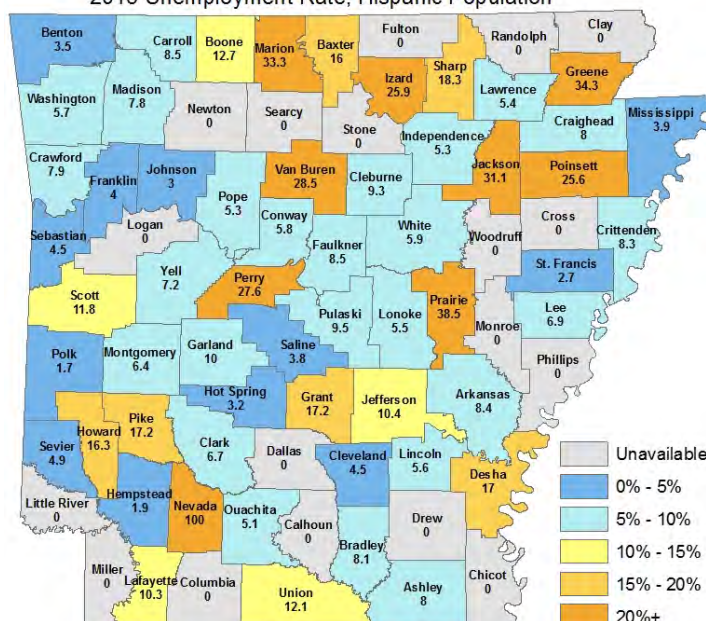 2013 Unemployment Rate, Hispanic Population
Benton
3.5
Carroll
8.5
Boone
12.7
Marion
33.3
Baxter
16
Fulton
0
Randolph
0
Clay
0
Izard
25.9
Sharp
18.3
Lawrence
5.4
Greene
34.3
Washington
5.7
Madison
7.8
Newton
0
Searcy
0
Stone
0
Independence
5.3
Craighead
8
Mississippi
3.9
Crawford
7.9
Franklin
4
Johnson
3
Pope
5.3
Van Buren
28.5
Cleburne
9.3
Jackson
31.1
Poinsett
25.6
Sebastian
4.5
Logan
0
Conway
5.8
Faulkner
8.5
White
5.9
Woodruff
0
Cross
0
Crittenden
8.3
St. Francis
2.7
Scott
11.8
Yell
7.2
Perry
27.6
Pulaski
9.5
Lonoke
5.5
Prairie
38.5
Monroe
0
Lee
6.9
Polk
1.7
Montgomery
6.4
Garland
10
Saline
3.8
Phillips
0
Hot Spring
3.2
Grant
17.2
Jefferson
10.4
Arkansas
8.4
Sevier
4.9
Howard
16.3
Pike
17.2
Clark
6.7
Dallas
0
Cleveland
4.5
Lincoln
5.6
Desha
17
Little River
0
Hempstead
1.9
Nevada
100
Ouachita
5.1
Calhoun
0
Bradley
8.1
Drew
0
Miller
0
Lafayette
10.3
Columbia
0
Union
12.1
Ashley
8
Chicot
0
Unavailable
0% - 5%
5% - 10%
10% - 15%
15% - 20%
20%+